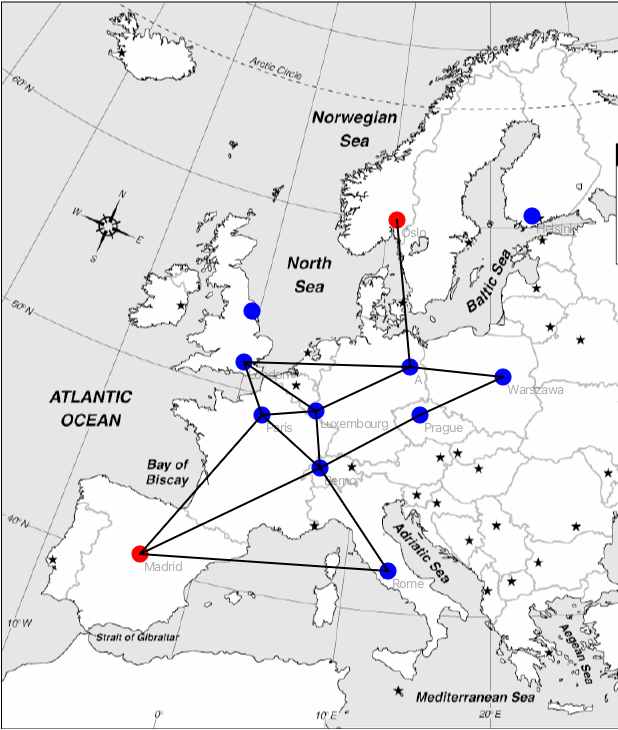 Arctic Circle
60°N
Norwegian
Sea
N
W
E
S
Oslo
Helsinki
North
Sea
Baltic Sea
50°N
London
A
Warszawa
ATLANTIC
OCEAN
Paris
Luxembourg
Prague
Bay of
Biscay
Berne
40°N
Adriatic Sea
Madrid
Rome
10°W
Strait of Gibraltar
Aegean Sea
Mediterranean Sea
0°
10°E
20°E